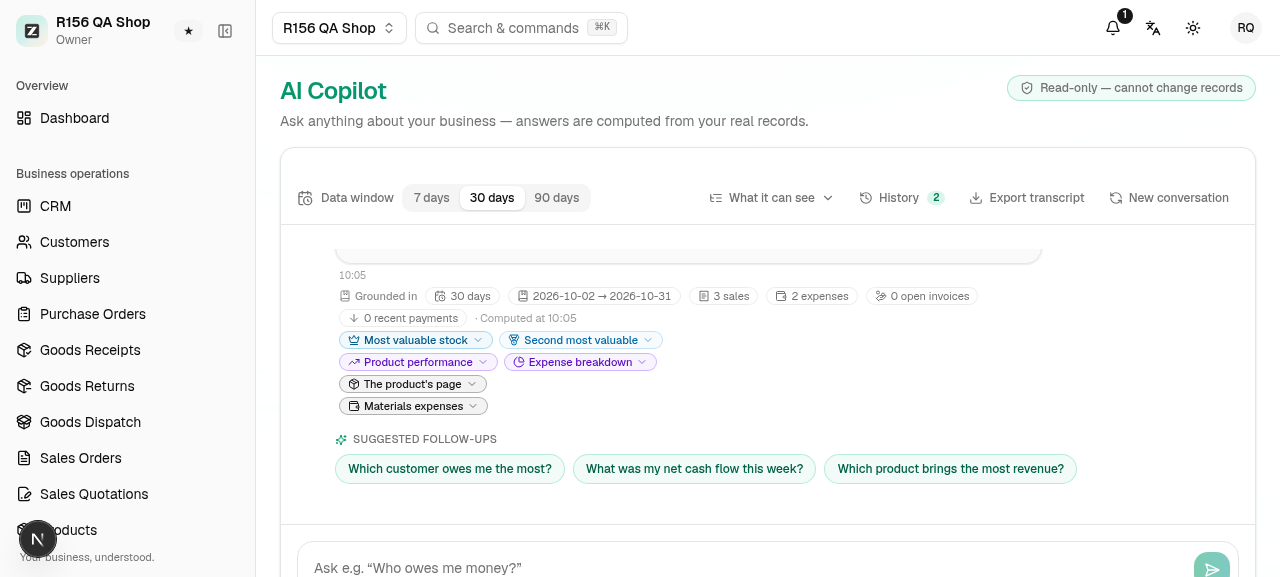 R156 QA Shop
Owner
Overview
Dashboard
Business operations
CRM
Customers
Suppliers
Purchase Orders
Goods Receipts
Goods Returns
Goods Dispatch
Sales Orders
Sales Quotations
oducts
N
Your business, understood.
R156 QA Shop
Search & commands
⌘K
1
RQ
AI Copilot
Read-only — cannot change records
Ask anything about your business — answers are computed from your real records.
Data window
7 days
30 days
90 days
What it can see
History
2
Export transcript
New conversation
10:05
Grounded in
30 days
2026-10-02 → 2026-10-31
3 sales
2 expenses
0 open invoices
0 recent payments
· Computed at 10:05
Most valuable stock
Second most valuable
Product performance
Expense breakdown
The product's page
Materials expenses
SUGGESTED FOLLOW-UPS
Which customer owes me the most?
What was my net cash flow this week?
Which product brings the most revenue?
Ask e.g. “Who owes me money?”